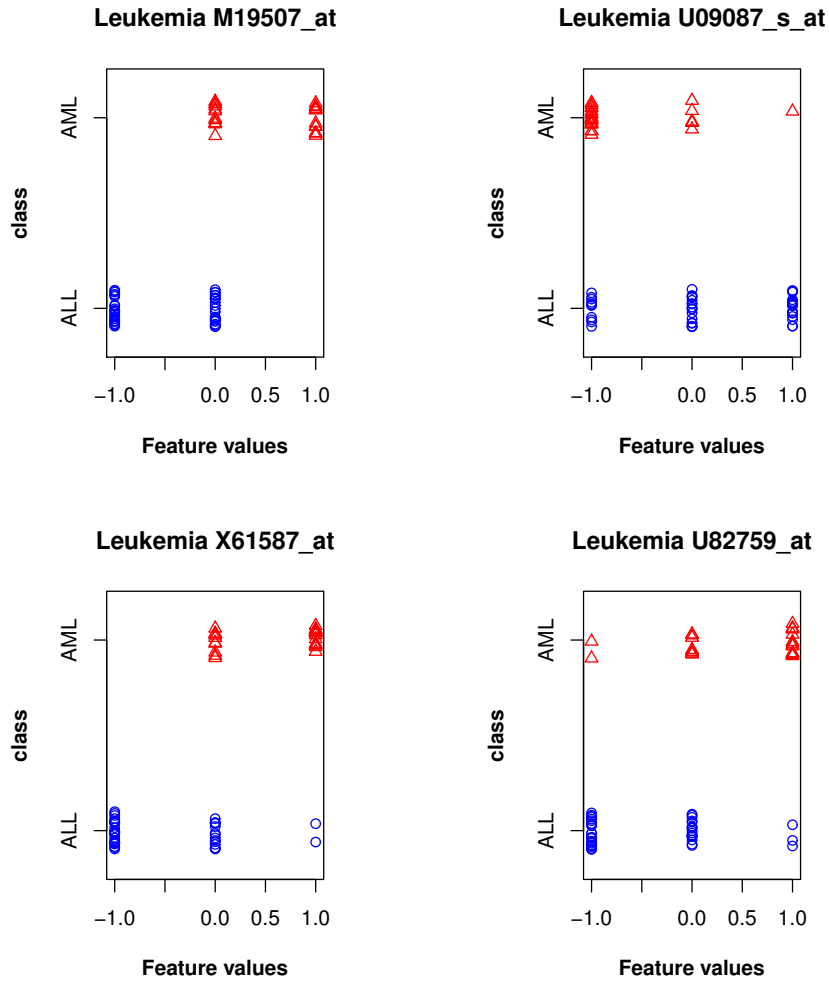 Leukemia M19507_at
AML
ALL
class
−1.0 0.0 0.5 1.0
Feature values
Leukemia U09087_s_at
AML
ALL
class
−1.0 0.0 0.5 1.0
Feature values
Leukemia X61587_at
AML
ALL
class
−1.0 0.0 0.5 1.0
Feature values
Leukemia U82759_at
AML
ALL
class
−1.0 0.0 0.5 1.0
Feature values